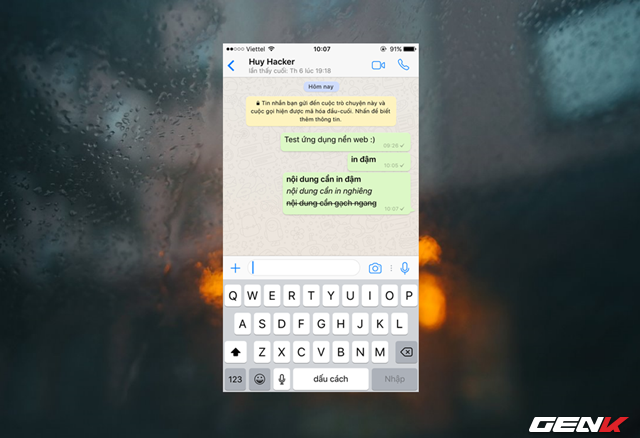 Viettel 10:07 91%
Huy Hacker
lần thấy cuối: Th 6 lúc 19:18
Hôm nay
Tin nhắn bạn gửi đến cuộc trò chuyện này và
cuộc gọi hiện được mã hóa đầu-cuối. Nhấn để biết
thêm thông tin.
Test ứng dụng nền web :)
09:26
in đậm
10:05
nội dung cần in đậm
nội dung cần in nghiêng
nội dung cần gạch ngang
10:07
Q W E R T Y U I O P
A S D F G H J K L
Z X C V B N M
123 dấu cách Nhập
GENK